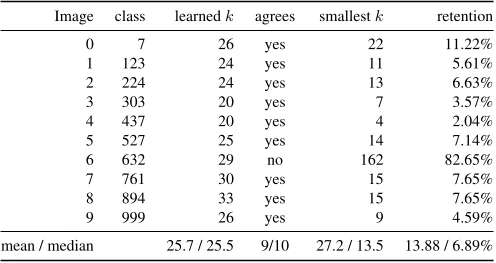 Image class learned k agrees smallest k retention
0 7 26 yes 22 11.22%
1 123 24 yes 11 5.61%
2 224 24 yes 13 6.63%
3 303 20 yes 7 3.57%
4 437 20 yes 4 2.04%
5 527 25 yes 14 7.14%
6 632 29 no 162 82.65%
7 761 30 yes 15 7.65%
8 894 33 yes 15 7.65%
9 999 26 yes 9 4.59%
mean / median 25.7 / 25.5 9/10 27.2 / 13.5 13.88 / 6.89%